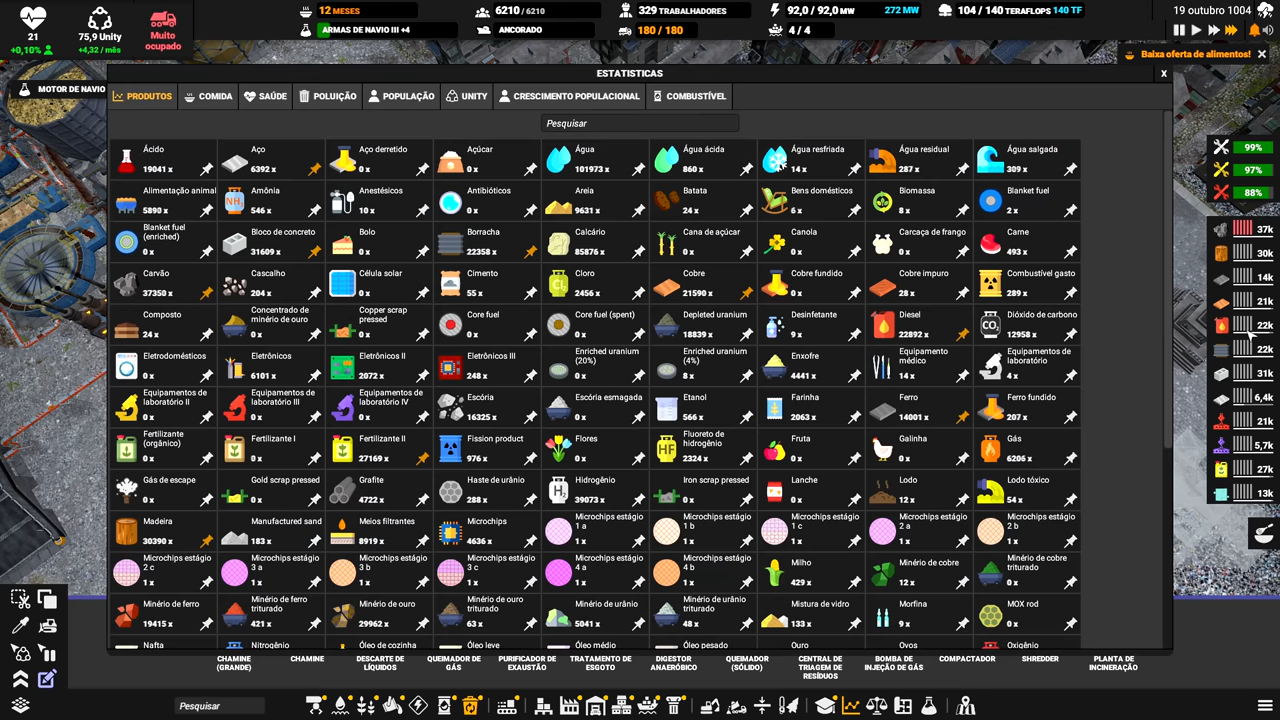 12 MESES
6210 / 6210
329 TRABALHADORES
92,0 / 92,0 MW 272 MW
104 / 140 TERAFLOPS 140 TF
19 outubro 1004
21
75,9 Unity
Muito ocupado
ARMAS DE NAVIO III +4
ANCORADO
180 / 180
4 / 4
+0,10%
+4,32 / mês
Baixa oferta de alimentos! X
ESTATISTICAS
X
MOTOR DE NAVIO
PRODUTOS
COMIDA
SAÚDE
POLUIÇÃO
POPULAÇÃO
UNITY
CRESCIMENTO POPULACIONAL
COMBUSTÍVEL
Pesquisar
Ácido
19041 x
Aço
6392 x
Aço derretido
0 x
Açúcar
0 x
Água
101973 x
Água ácida
860 x
Água resfriada
14 x
Água residual
287 x
Água salgada
309 x
Alimentação animal
5890 x
Amônia
546 x
Anestésicos
10 x
Antibióticos
0 x
Areia
9631 x
Batata
24 x
Bens domésticos
6 x
Biomassa
8 x
Blanket fuel
2 x
Blanket fuel (enriched)
0 x
Bloco de concreto
31609 x
Bolo
0 x
Borracha
22358 x
Calcário
85876 x
Cana de açúcar
0 x
Canola
0 x
Carcaça de frango
0 x
Carne
493 x
Carvão
37350 x
Cascalho
204 x
Célula solar
0 x
Cimento
55 x
Cloro
2456 x
Cobre
21590 x
Cobre fundido
0 x
Cobre impuro
28 x
Combustível gasto
289 x
Composto
24 x
Concentrado de minério de ouro
0 x
Copper scrap pressed
0 x
Core fuel
0 x
Core fuel (spent)
0 x
Depleted uranium
18839 x
Desinfetante
9 x
Diesel
22892 x
Dióxido de carbono
12958 x
Eletrodomésticos
0 x
Eletrônicos
6101 x
Eletrônicos II
2072 x
Eletrônicos III
248 x
Enriched uranium (20%)
0 x
Enriched uranium (4%)
8 x
Enxofre
4441 x
Equipamento médico
14 x
Equipamentos de laboratório
4 x
Equipamentos de laboratório II
0 x
Equipamentos de laboratório III
0 x
Equipamentos de laboratório IV
0 x
Escória
16325 x
Escória esmagada
0 x
Etanol
566 x
Farinha
2063 x
Ferro
14001 x
Ferro fundido
207 x
Fertilizante (orgânico)
0 x
Fertilizante I
0 x
Fertilizante II
27169 x
Fission product
976 x
Flores
0 x
Fluoreto de hidrogênio
2324 x
Fruta
0 x
Galinha
0 x
Gás
6206 x
Gás de escape
0 x
Gold scrap pressed
0 x
Grafite
4722 x
Haste de urânio
288 x
Hidrogênio
39073 x
Iron scrap pressed
0 x
Lanche
0 x
Lodo
12 x
Lodo tóxico
54 x
Madeira
30390 x
Manufactured sand
183 x
Meios filtrantes
8919 x
Microchips
4636 x
Microchips estágio 1 a
1 x
Microchips estágio 1 b
1 x
Microchips estágio 1 c
1 x
Microchips estágio 2 a
1 x
Microchips estágio 2 b
1 x
Microchips estágio 2 c
1 x
Microchips estágio 3 a
1 x
Microchips estágio 3 b
1 x
Microchips estágio 3 c
1 x
Microchips estágio 4 a
1 x
Microchips estágio 4 b
1 x
Milho
429 x
Minério de cobre
12 x
Minério de cobre triturado
0 x
Minério de ferro
19415 x
Minério de ferro triturado
421 x
Minério de ouro
29962 x
Minério de ouro triturado
63 x
Minério de urânio
5041 x
Minério de urânio triturado
48 x
Mistura de vidro
133 x
Morfina
9 x
MOX rod
0 x
Nafta
Nitrogênio
Óleo de cozinha
Óleo leve
Óleo médio
Óleo pesado
Ouro
Ovos
Oxigênio
99%
97%
88%
37k
30k
14k
21k
22k
22k
31k
6,4k
21k
5,7k
27k
13k
CHAMINE (GRANDE)
CHAMINE
DESCARTE DE LÍQUIDOS
QUEIMADOR DE GÁS
PURIFICADOR DE EXAUSTÃO
TRATAMENTO DE ESGOTO
DIGESTOR ANAERÓBICO
QUEIMADOR (SÓLIDO)
CENTRAL DE TRIAGEM DE RESÍDUOS
BOMBA DE INJEÇÃO DE GÁS
COMPACTADOR
SHREDDER
PLANTA DE INCINERAÇÃO
Pesquisar